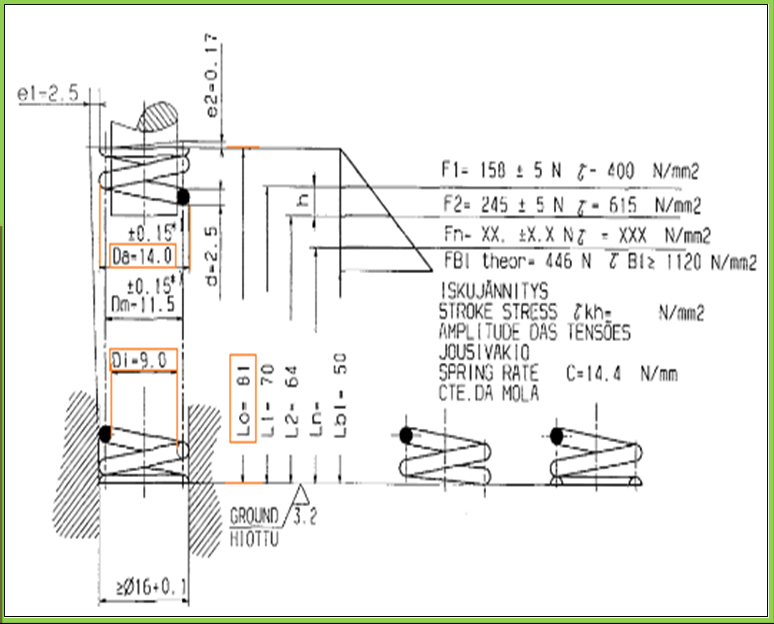 e1-2.5
e2=0.17
F1= 158 ± 5 N ζ- 400 N/mm2
F2= 245 ± 5 N ζ= 615 N/mm2
Fn- XX. ±X.X N ζ = XXX N/mm2
FBl theor= 446 N ζ Bl≥ 1120 N/mm2
h
±0.15*
Da=14.0
d=2.5
±0.15*)
Dm-11.5
ISKUJÄNNITYS
STROKE STRESS ζkh= N/mm2
AMPLITUDE DAS TENSÕES
JOUSIVAKIO
SPRING RATE C=14.4 N/mm
CTE.DA MOLA
Di=9.0
Lo= 81
L1- 70
L2- 64
Ln-
Lbl- 50
GROUND
3.2
HIOTTU
≥Ø16+0.1